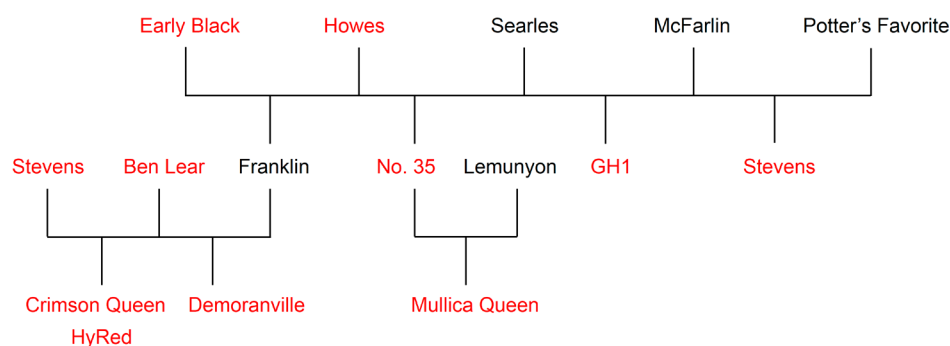 Early Black Howes Searles McFarlin Potter's Favorite
Stevens Ben Lear Franklin No. 35 Lemunyon GH1 Stevens
Crimson Queen Demoranville Mullica Queen
HyRed